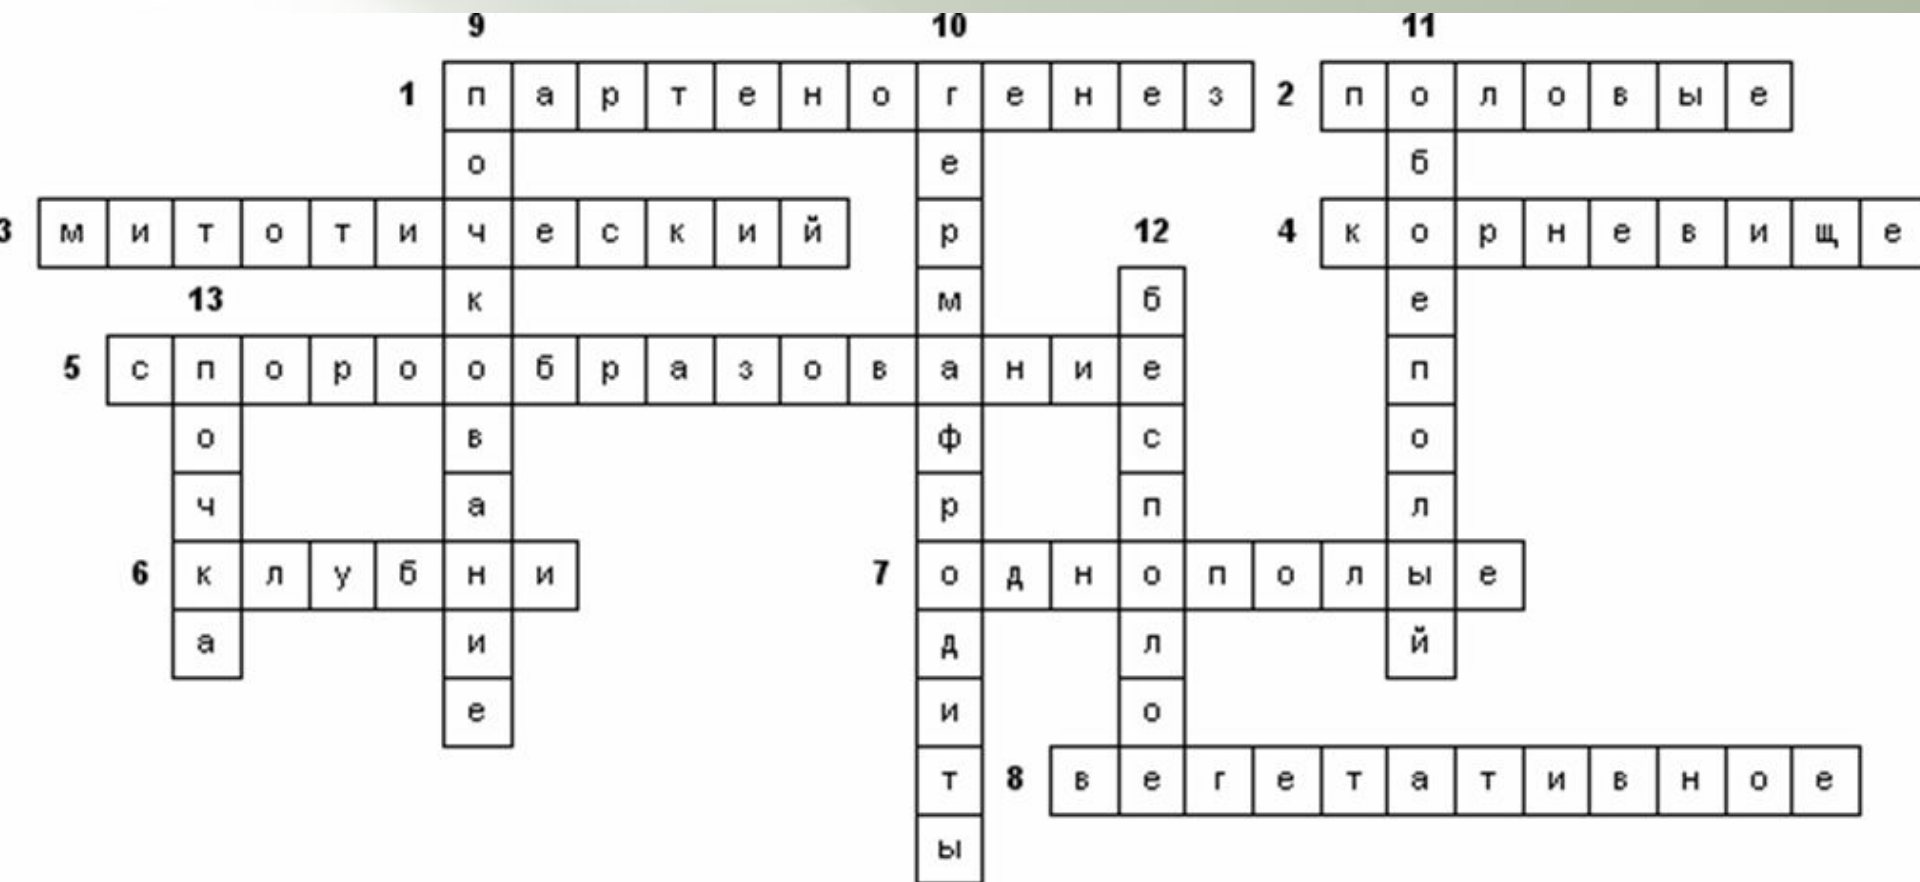 9 10 11
1 партеногенез 2 половые
о е б
3 митотический р 12 4 корневище
13 к м б е
5 спорообразование п
о в ф с о
ч а р п л
6 клубни 7 однополые
а и д л й
е и о
т 8 вегетативное
ы